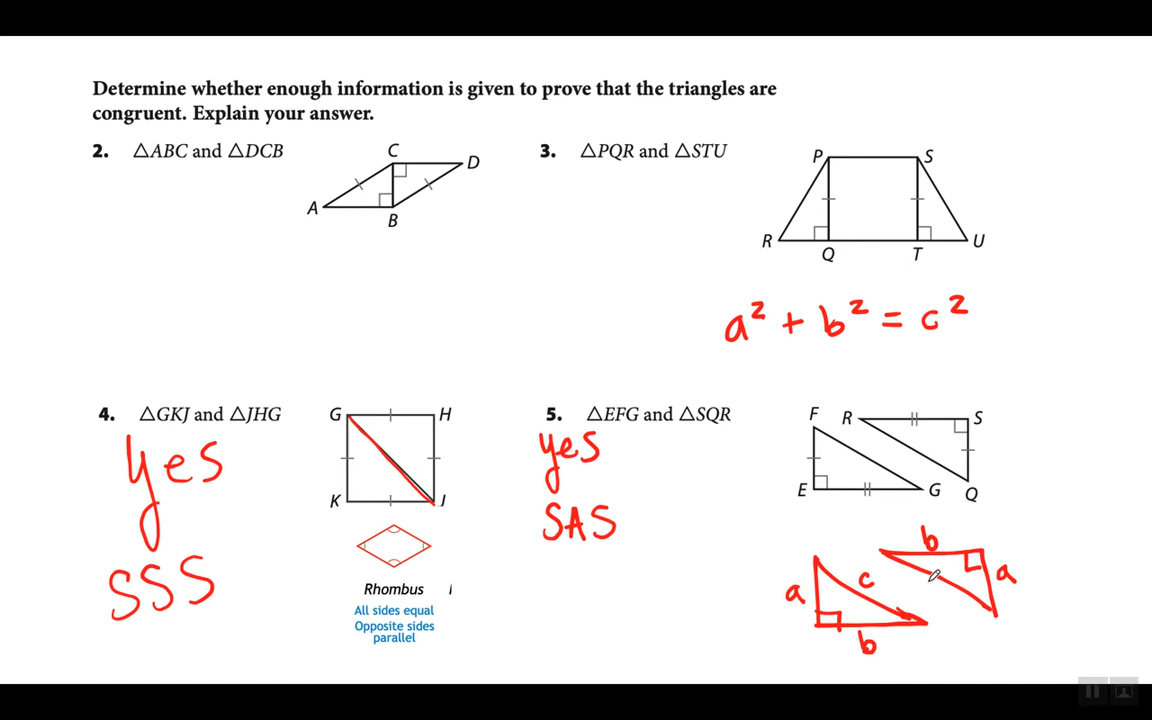 Determine whether enough information is given to prove that the triangles are
congruent. Explain your answer.
2. △ABC and △DCB
C
D
A
B
3. △PQR and △STU
P
S
R
Q
T
U
a² + b² = c²
4. △GKJ and △JHG
G
H
K
J
yes
SSS
Rhombus
All sides equal
Opposite sides
parallel
5. △EFG and △SQR
F
R
S
E
G
Q
yes
SAS
a
c
b
b
a